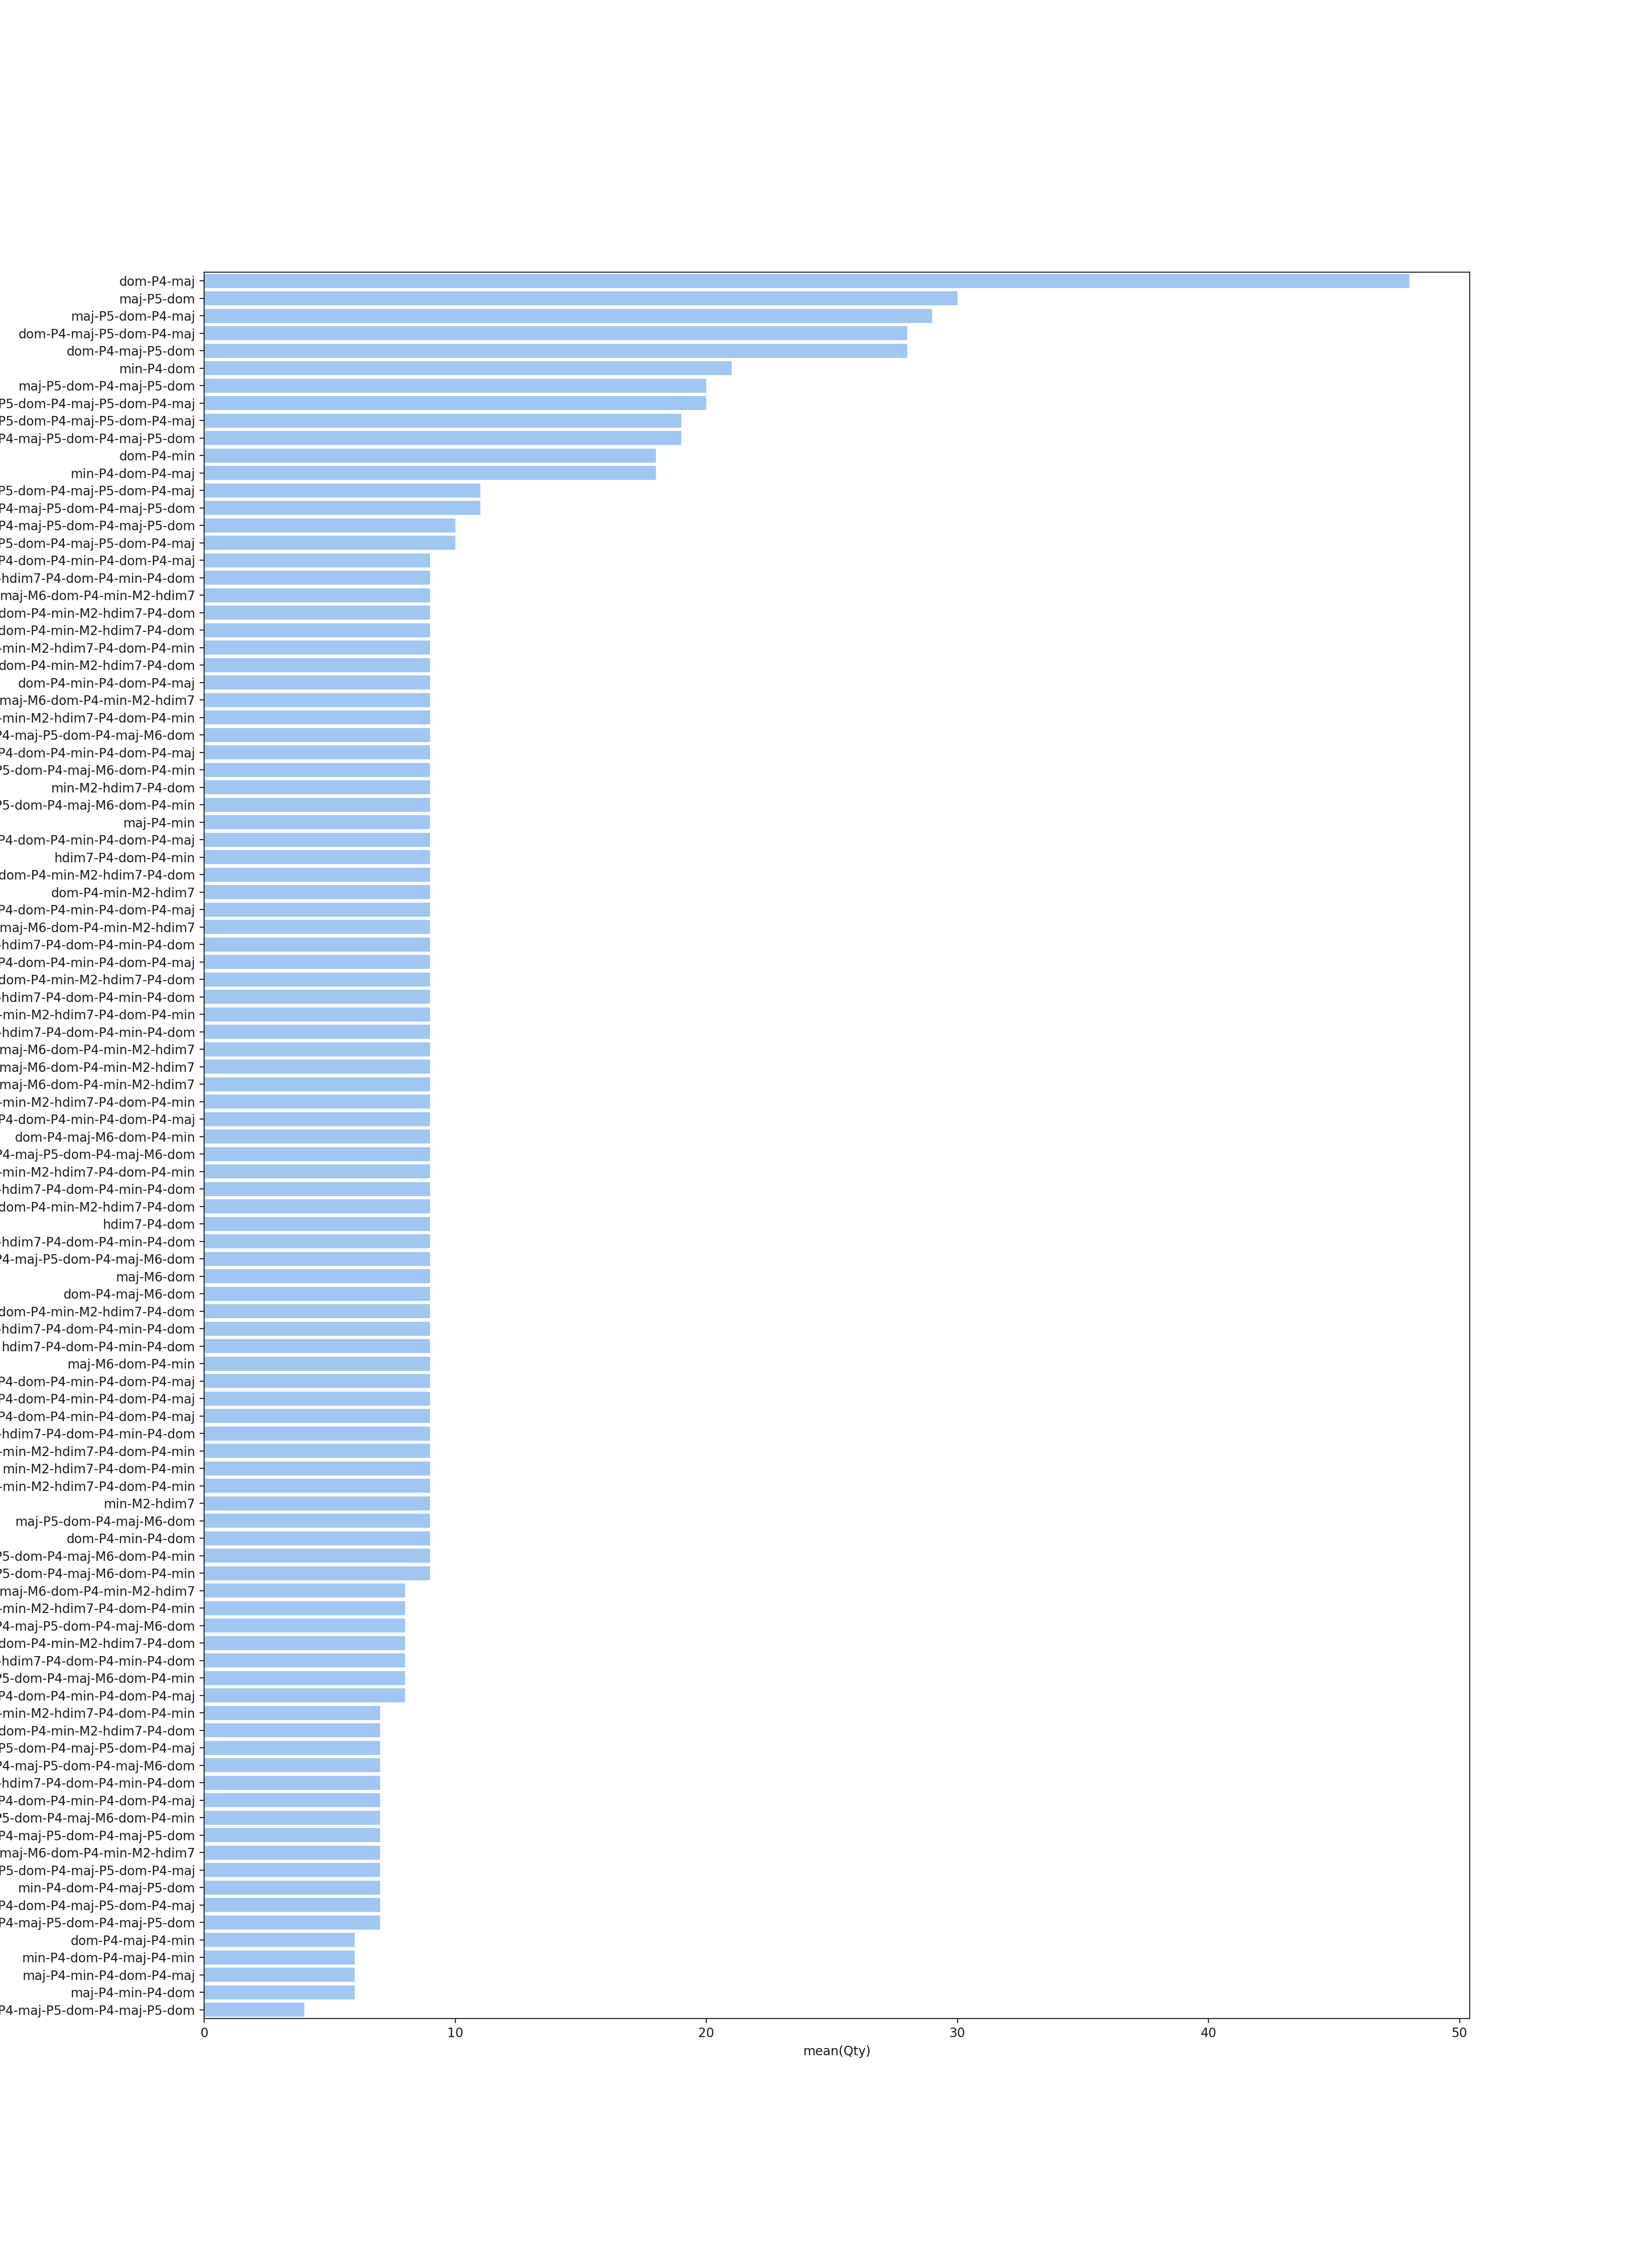 dom-P4-maj
maj-P5-dom
maj-P5-dom-P4-maj
dom-P4-maj-P5-dom-P4-maj
dom-P4-maj-P5-dom
min-P4-dom
maj-P5-dom-P4-maj-P5-dom
P5-dom-P4-maj-P5-dom-P4-maj
P5-dom-P4-maj-P5-dom-P4-maj
P4-maj-P5-dom-P4-maj-P5-dom
dom-P4-min
min-P4-dom-P4-maj
P5-dom-P4-maj-P5-dom-P4-maj
P4-maj-P5-dom-P4-maj-P5-dom
P4-maj-P5-dom-P4-maj-P5-dom
P5-dom-P4-maj-P5-dom-P4-maj
P4-dom-P4-min-P4-dom-P4-maj
-hdim7-P4-dom-P4-min-P4-dom
maj-M6-dom-P4-min-M2-hdim7
dom-P4-min-M2-hdim7-P4-dom
dom-P4-min-M2-hdim7-P4-dom
-min-M2-hdim7-P4-dom-P4-min
dom-P4-min-M2-hdim7-P4-dom
dom-P4-min-P4-dom-P4-maj
maj-M6-dom-P4-min-M2-hdim7
-min-M2-hdim7-P4-dom-P4-min
P4-maj-P5-dom-P4-maj-M6-dom
P4-dom-P4-min-P4-dom-P4-maj
P5-dom-P4-maj-M6-dom-P4-min
min-M2-hdim7-P4-dom
P5-dom-P4-maj-M6-dom-P4-min
maj-P4-min
P4-dom-P4-min-P4-dom-P4-maj
hdim7-P4-dom-P4-min
dom-P4-min-M2-hdim7-P4-dom
dom-P4-min-M2-hdim7
P4-dom-P4-min-P4-dom-P4-maj
maj-M6-dom-P4-min-M2-hdim7
-hdim7-P4-dom-P4-min-P4-dom
P4-dom-P4-min-P4-dom-P4-maj
dom-P4-min-M2-hdim7-P4-dom
-hdim7-P4-dom-P4-min-P4-dom
-min-M2-hdim7-P4-dom-P4-min
-hdim7-P4-dom-P4-min-P4-dom
maj-M6-dom-P4-min-M2-hdim7
maj-M6-dom-P4-min-M2-hdim7
maj-M6-dom-P4-min-M2-hdim7
-min-M2-hdim7-P4-dom-P4-min
P4-dom-P4-min-P4-dom-P4-maj
dom-P4-maj-M6-dom-P4-min
P4-maj-P5-dom-P4-maj-M6-dom
-min-M2-hdim7-P4-dom-P4-min
-hdim7-P4-dom-P4-min-P4-dom
dom-P4-min-M2-hdim7-P4-dom
hdim7-P4-dom
-hdim7-P4-dom-P4-min-P4-dom
P4-maj-P5-dom-P4-maj-M6-dom
maj-M6-dom
dom-P4-maj-M6-dom
dom-P4-min-M2-hdim7-P4-dom
-hdim7-P4-dom-P4-min-P4-dom
hdim7-P4-dom-P4-min-P4-dom
maj-M6-dom-P4-min
P4-dom-P4-min-P4-dom-P4-maj
P4-dom-P4-min-P4-dom-P4-maj
P4-dom-P4-min-P4-dom-P4-maj
-hdim7-P4-dom-P4-min-P4-dom
-min-M2-hdim7-P4-dom-P4-min
min-M2-hdim7-P4-dom-P4-min
-min-M2-hdim7-P4-dom-P4-min
min-M2-hdim7
maj-P5-dom-P4-maj-M6-dom
dom-P4-min-P4-dom
P5-dom-P4-maj-M6-dom-P4-min
P5-dom-P4-maj-M6-dom-P4-min
maj-M6-dom-P4-min-M2-hdim7
-min-M2-hdim7-P4-dom-P4-min
P4-maj-P5-dom-P4-maj-M6-dom
dom-P4-min-M2-hdim7-P4-dom
-hdim7-P4-dom-P4-min-P4-dom
P5-dom-P4-maj-M6-dom-P4-min
P4-dom-P4-min-P4-dom-P4-maj
-min-M2-hdim7-P4-dom-P4-min
dom-P4-min-M2-hdim7-P4-dom
P5-dom-P4-maj-P5-dom-P4-maj
P4-maj-P5-dom-P4-maj-M6-dom
-hdim7-P4-dom-P4-min-P4-dom
P4-dom-P4-min-P4-dom-P4-maj
P5-dom-P4-maj-M6-dom-P4-min
P4-maj-P5-dom-P4-maj-P5-dom
maj-M6-dom-P4-min-M2-hdim7
P5-dom-P4-maj-P5-dom-P4-maj
min-P4-dom-P4-maj-P5-dom
P4-dom-P4-maj-P5-dom-P4-maj
P4-maj-P5-dom-P4-maj-P5-dom
dom-P4-maj-P4-min
min-P4-dom-P4-maj-P4-min
maj-P4-min-P4-dom-P4-maj
maj-P4-min-P4-dom
P4-maj-P5-dom-P4-maj-P5-dom
0 10 20 30 40 50
mean(Qty)